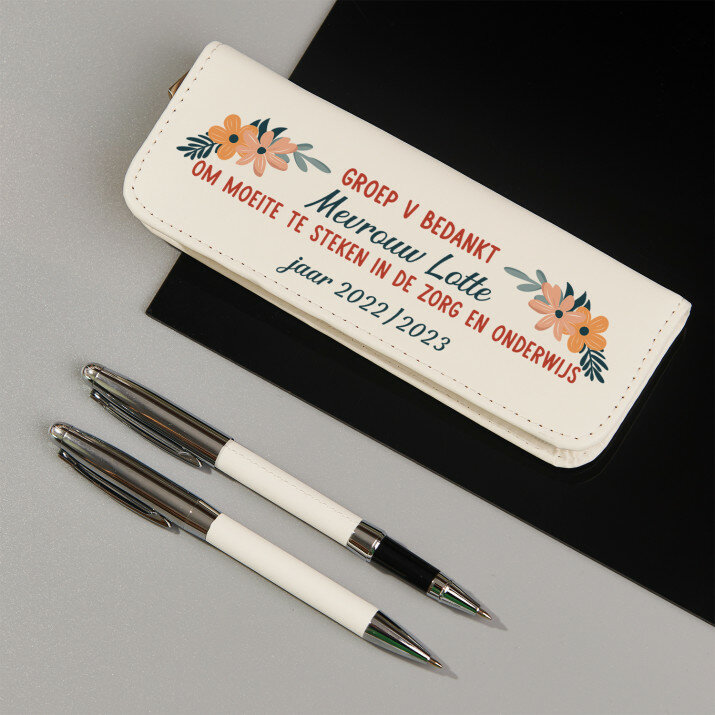 GROEP V BEDANKT
Mevrouw Lotte
OM MOEITE TE STEKEN IN DE ZORG EN ONDERWIJS
jaar 2022/2023